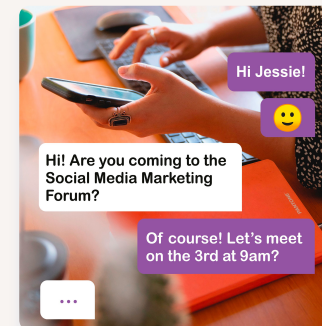 Hi Jessie!
🙂
Hi! Are you coming to the
Social Media Marketing
Forum?
Of course! Let's meet
on the 3rd at 9am?
...